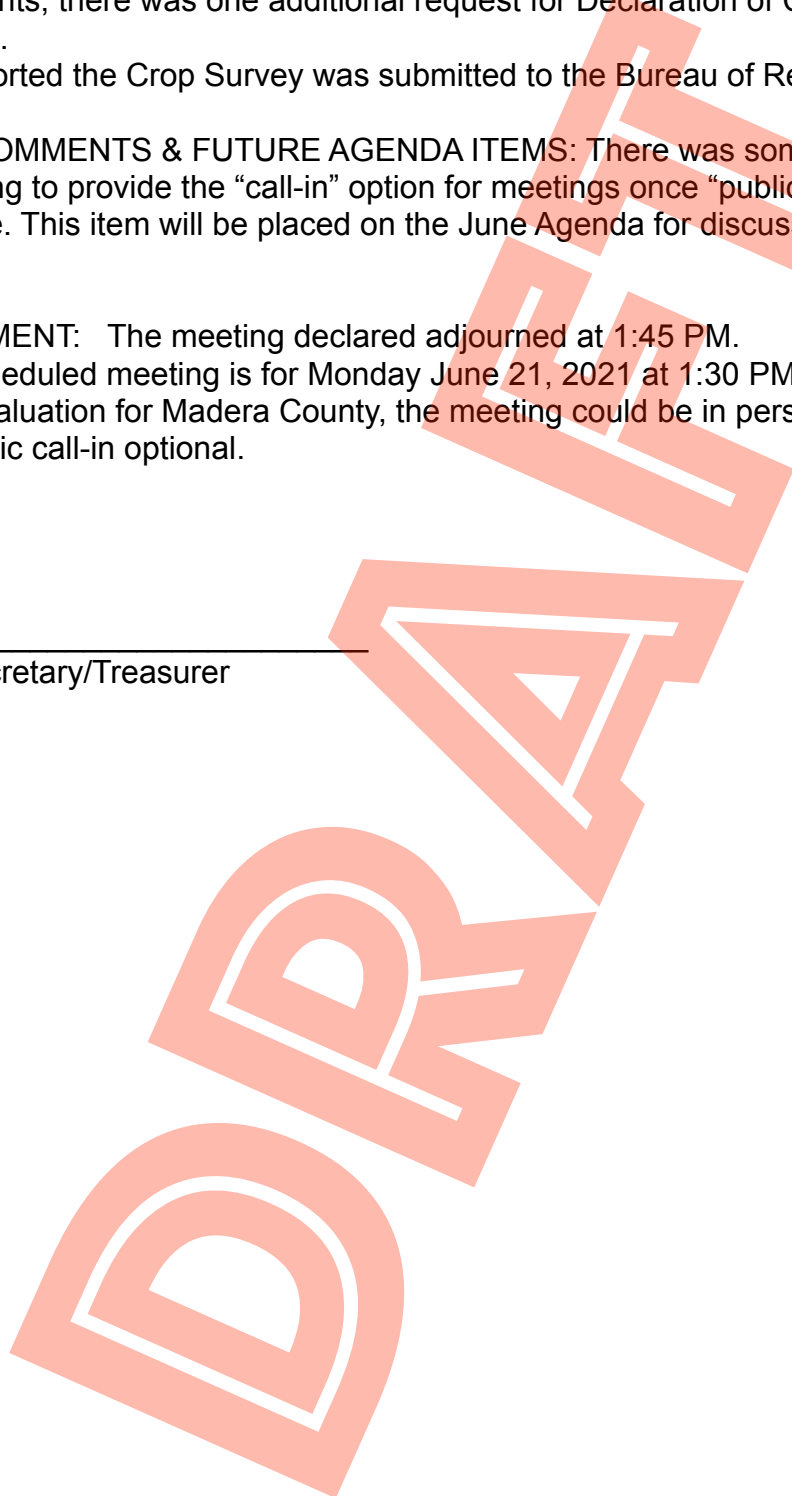 nts, there was one additional request for Declaration of C
.
orted the Crop Survey was submitted to the Bureau of Re
OMMENTS & FUTURE AGENDA ITEMS: There was som
ng to provide the “call-in” option for meetings once “public
e. This item will be placed on the June Agenda for discus
MENT: The meeting declared adjourned at 1:45 PM.
eduled meeting is for Monday June 21, 2021 at 1:30 PM
aluation for Madera County, the meeting could be in pers
ic call-in optional.
cretary/Treasurer
DRAFT